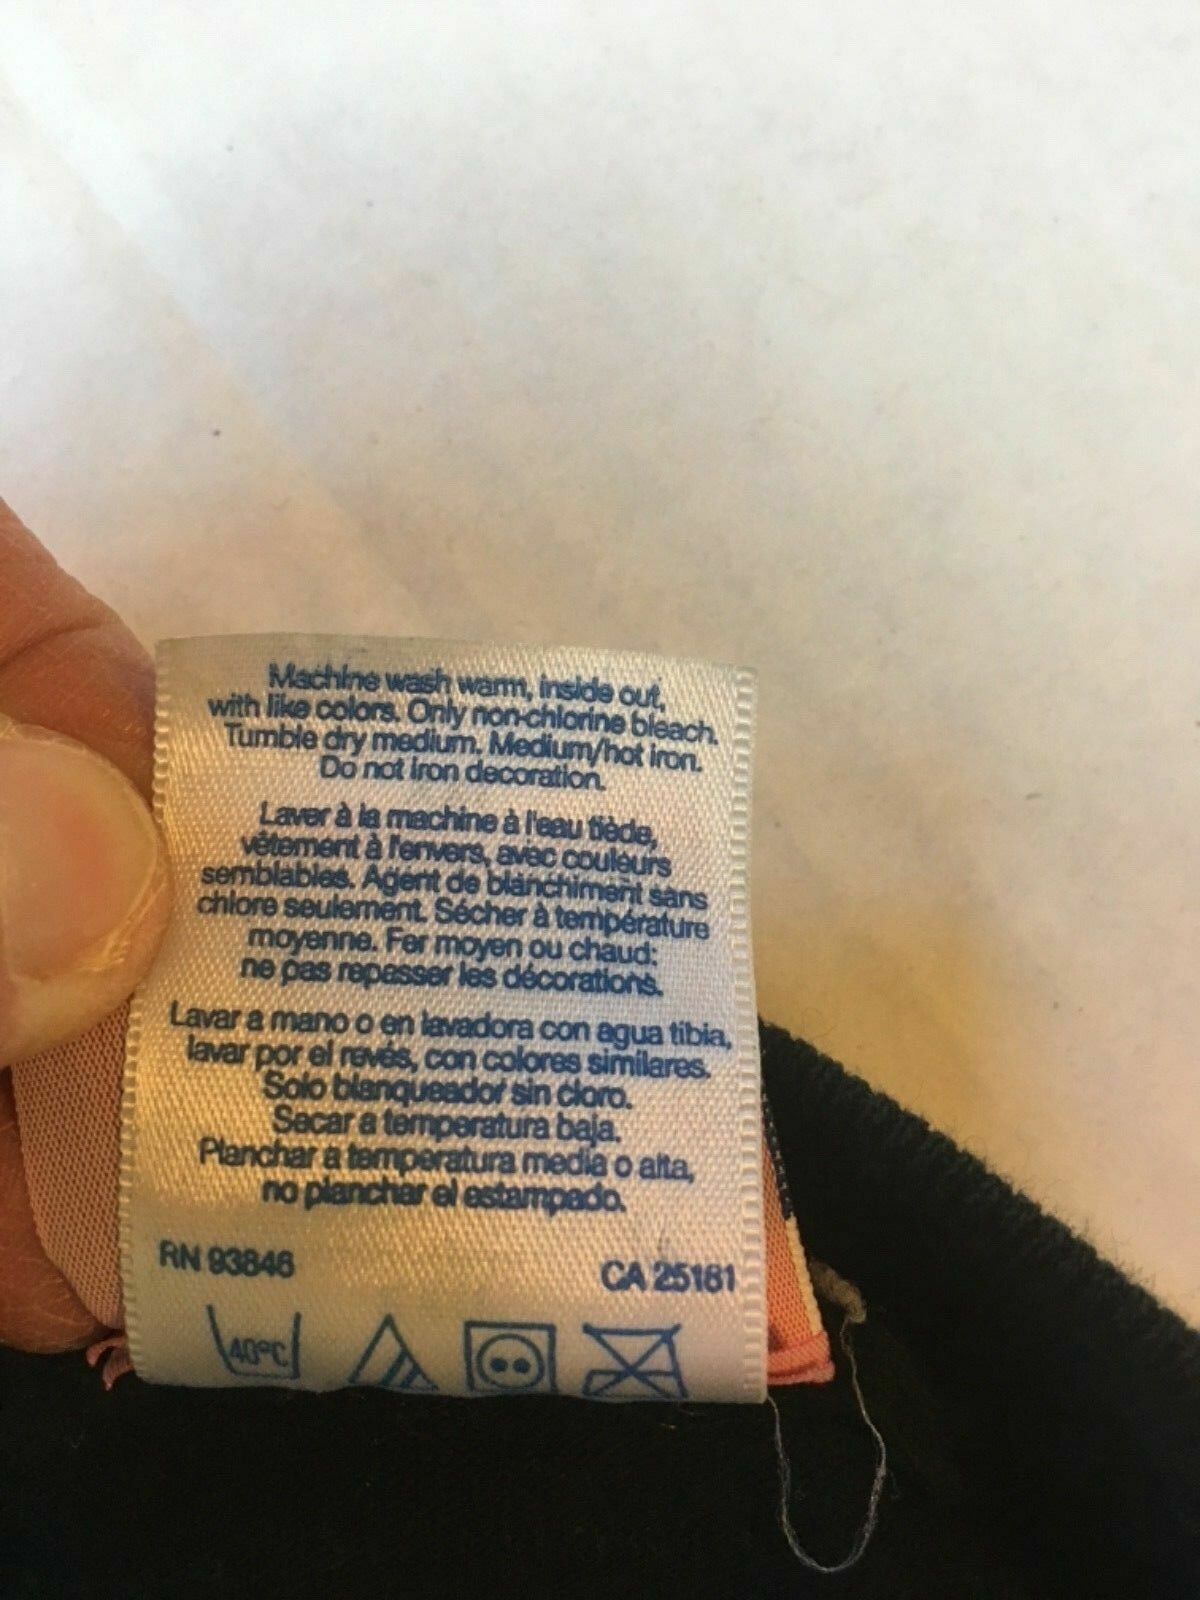 Machine wash warm, inside out,
with like colors. Only non-chlorine bleach.
Tumble dry medium. Medium/hot iron.
Do not iron decoration.
Laver à la machine à l'eau tiède,
vêtement à l'envers, avec couleurs
semblables. Agent de blanchiment sans
chlore seulement. Sécher à température
moyenne. Fer moyen ou chaud:
ne pas repasser les décorations.
Lavar a mano o en lavadora con agua tibia,
lavar por el revés, con colores similares.
Solo blanqueador sin cloro.
Secar a temperatura baja.
Planchar a temperatura media o alta,
no planchar el estampado.
RN 93846 CA 25181
40°C